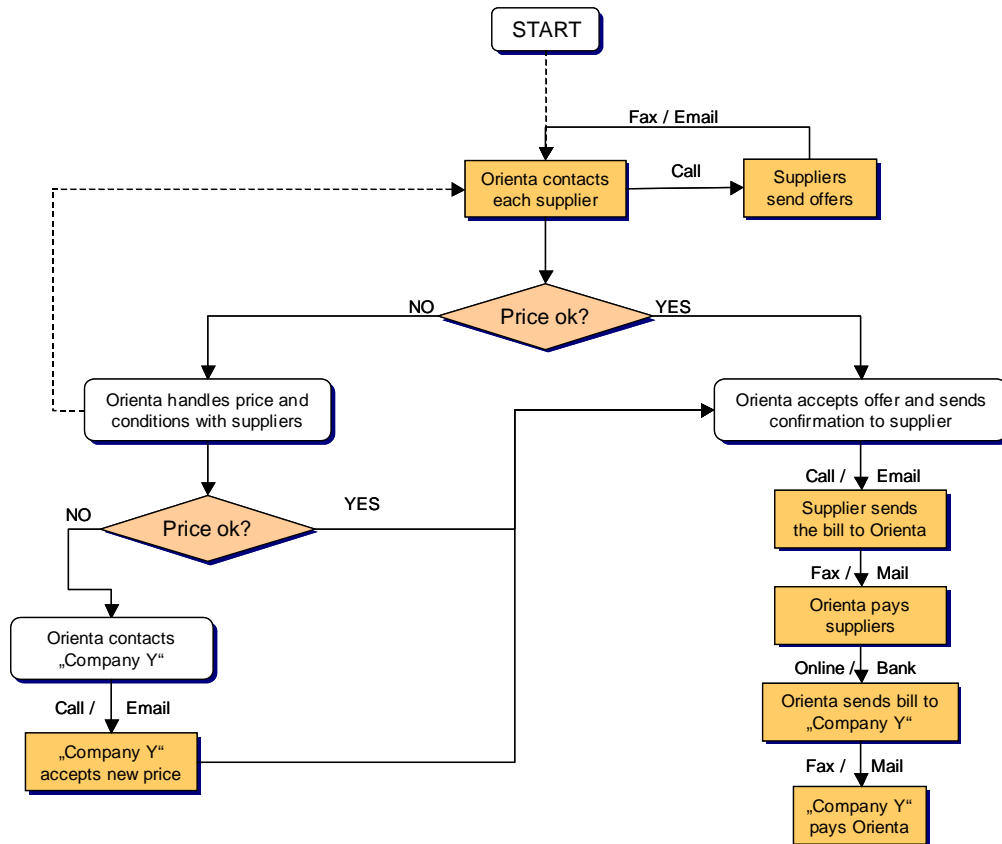 START
Fax / Email
Orienta contacts
each supplier
Call
Suppliers
send offers
NO
Price ok?
YES
Orienta handles price and
conditions with suppliers
Orienta accepts offer and sends
confirmation to supplier
Call / Email
Supplier sends
the bill to Orienta
NO
Price ok?
YES
Fax / Mail
Orienta pays
suppliers
Orienta contacts
„Company Y“
Online / Bank
Orienta sends bill to
„Company Y“
Call / Email
„Company Y“
accepts new price
Fax / Mail
„Company Y“
pays Orienta